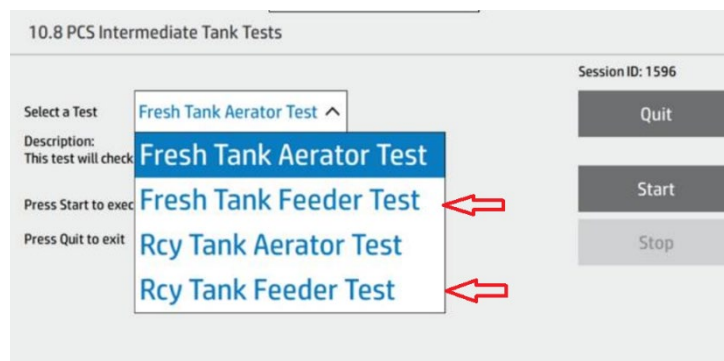 10.8 PCS Intermediate Tank Tests
Session ID: 1596
Select a Test
Fresh Tank Aerator Test
Quit
Description:
This test will check
Fresh Tank Aerator Test
Fresh Tank Feeder Test
Start
Press Start to exec
Rcy Tank Aerator Test
Press Quit to exit
Stop
Rcy Tank Feeder Test